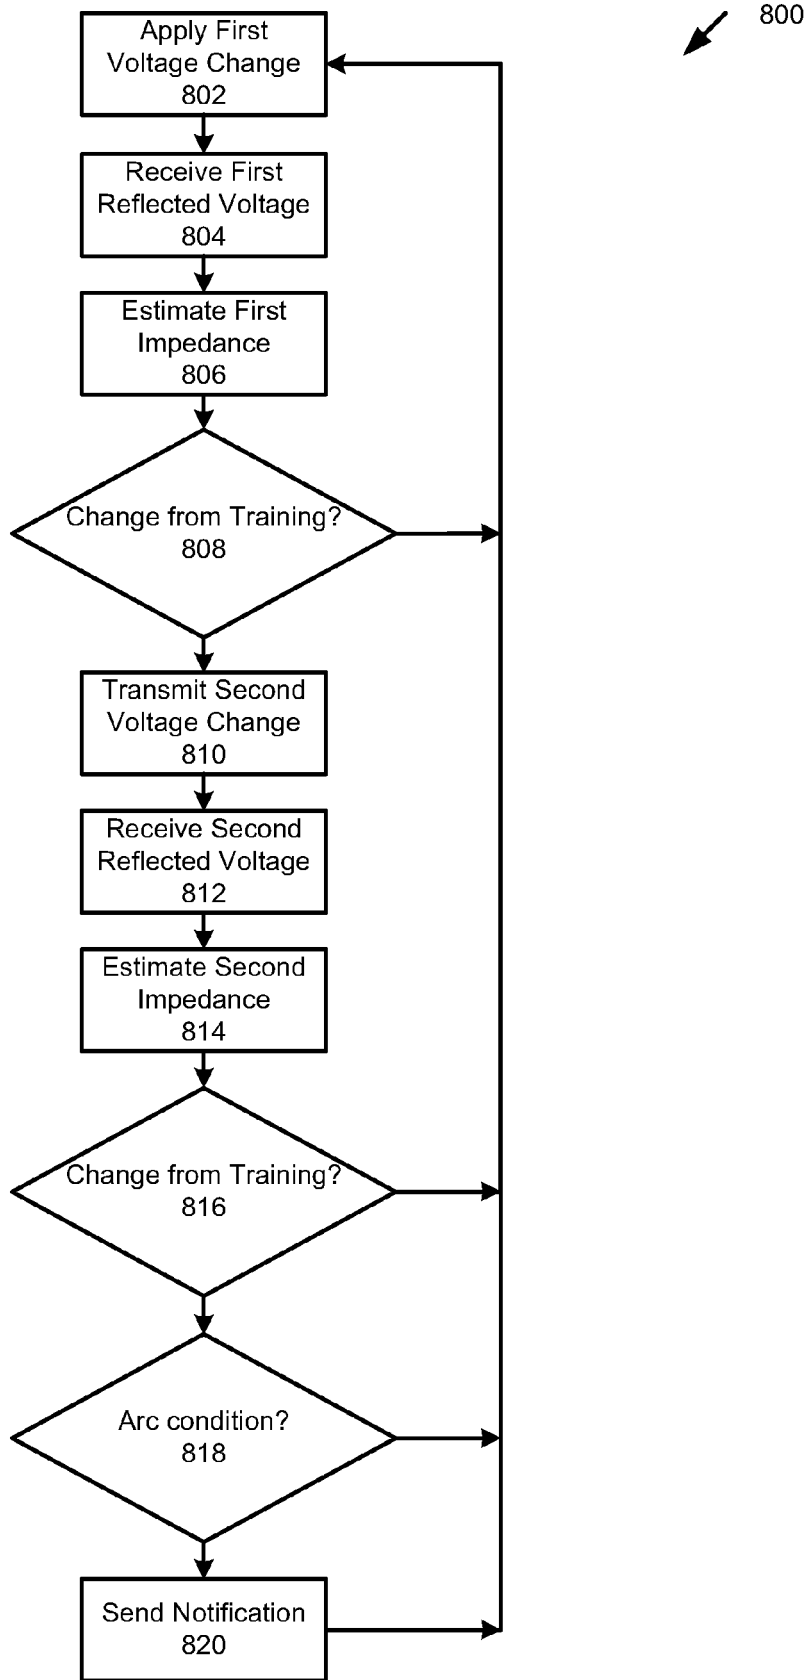 800
Apply First
Voltage Change
802
Receive First
Reflected Voltage
804
Estimate First
Impedance
806
Change from Training?
808
Transmit Second
Voltage Change
810
Receive Second
Reflected Voltage
812
Estimate Second
Impedance
814
Change from Training?
816
Arc condition?
818
Send Notification
820